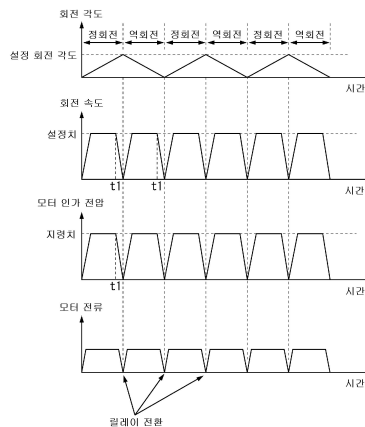 회전 각도
정회전 역회전 정회전 역회전 정회전 역회전
설정 회전 각도
시간
회전 속도
설정치
t1 t1
시간
모터 인가 전압
지령치
t1
시간
모터 전류
시간
릴레이 전환